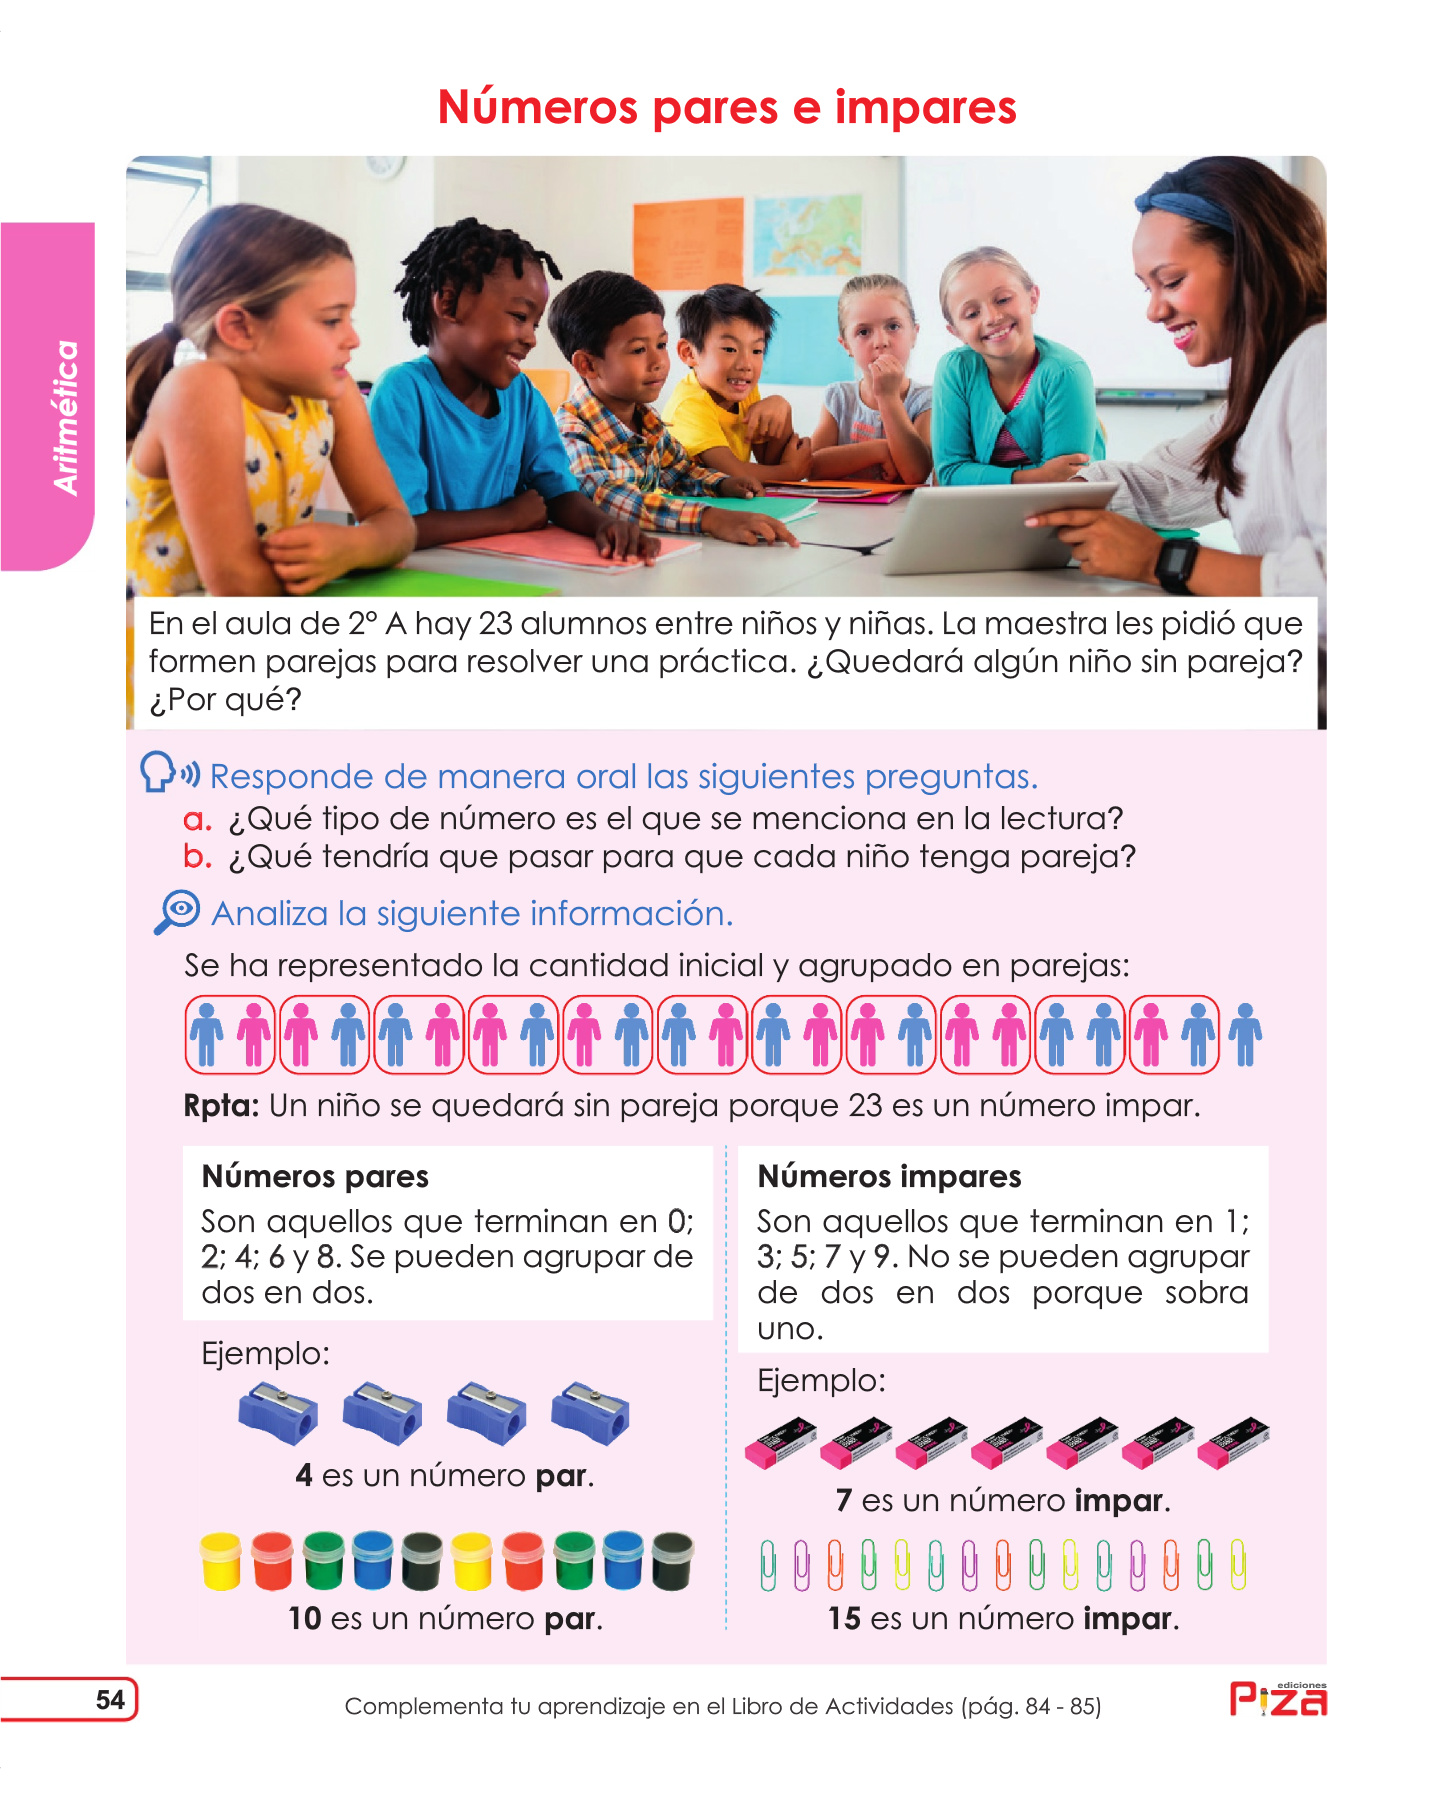 Números pares e impares
Aritmética
En el aula de 2° A hay 23 alumnos entre niños y niñas. La maestra les pidió que
formen parejas para resolver una práctica. ¿Quedará algún niño sin pareja?
¿Por qué?
Responde de manera oral las siguientes preguntas.
a. ¿Qué tipo de número es el que se menciona en la lectura?
b. ¿Qué tendría que pasar para que cada niño tenga pareja?
Analiza la siguiente información.
Se ha representado la cantidad inicial y agrupado en parejas:
Rpta: Un niño se quedará sin pareja porque 23 es un número impar.
Números pares
Son aquellos que terminan en 0;
2; 4; 6 y 8. Se pueden agrupar de
dos en dos.
Ejemplo:
4 es un número par.
10 es un número par.
Números impares
Son aquellos que terminan en 1;
3; 5; 7 y 9. No se pueden agrupar
de dos en dos porque sobra
uno.
Ejemplo:
7 es un número impar.
15 es un número impar.
54
Complementa tu aprendizaje en el Libro de Actividades (pág. 84 - 85)
ediciones
Piza